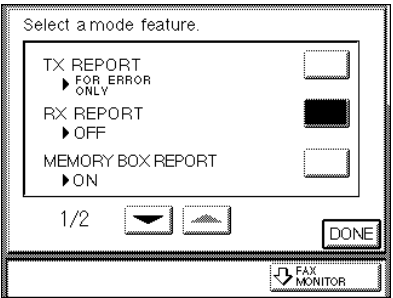 Select a mode feature.
TX REPORT
FOR ERROR
ONLY
RX REPORT
OFF
MEMORY BOX REPORT
ON
1/2
DONE
FAX
MONITOR